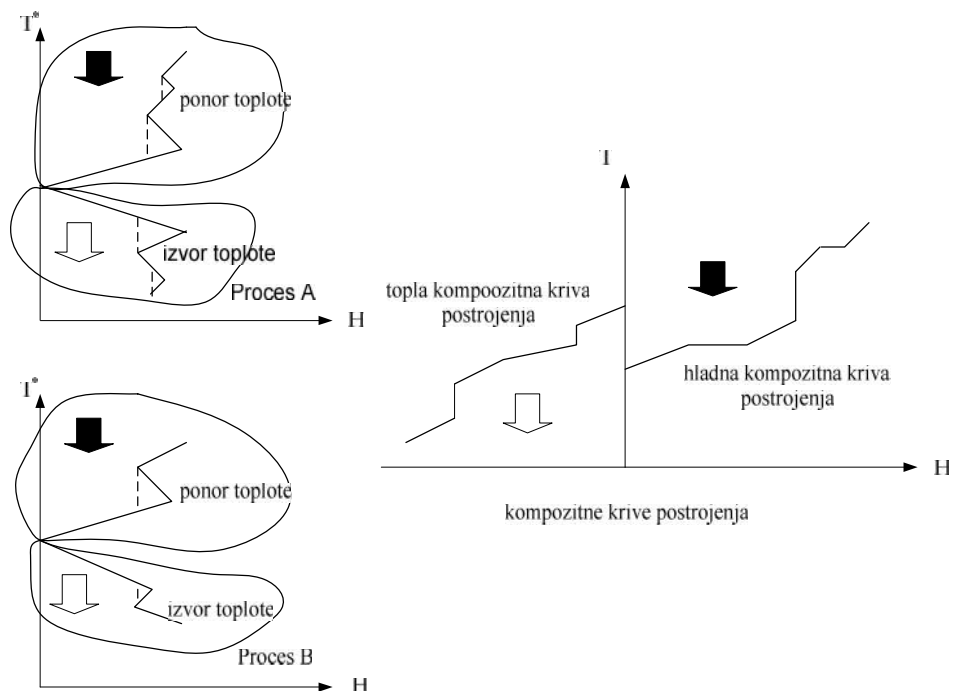 T*
ponor toplote
izvor toplote
Proces A
H
T*
ponor toplote
izvor toplote
Proces B
H
T
topla kompoozitna kriva
postrojenja
hladna kompozitna kriva
postrojenja
H
kompozitne krive postrojenja